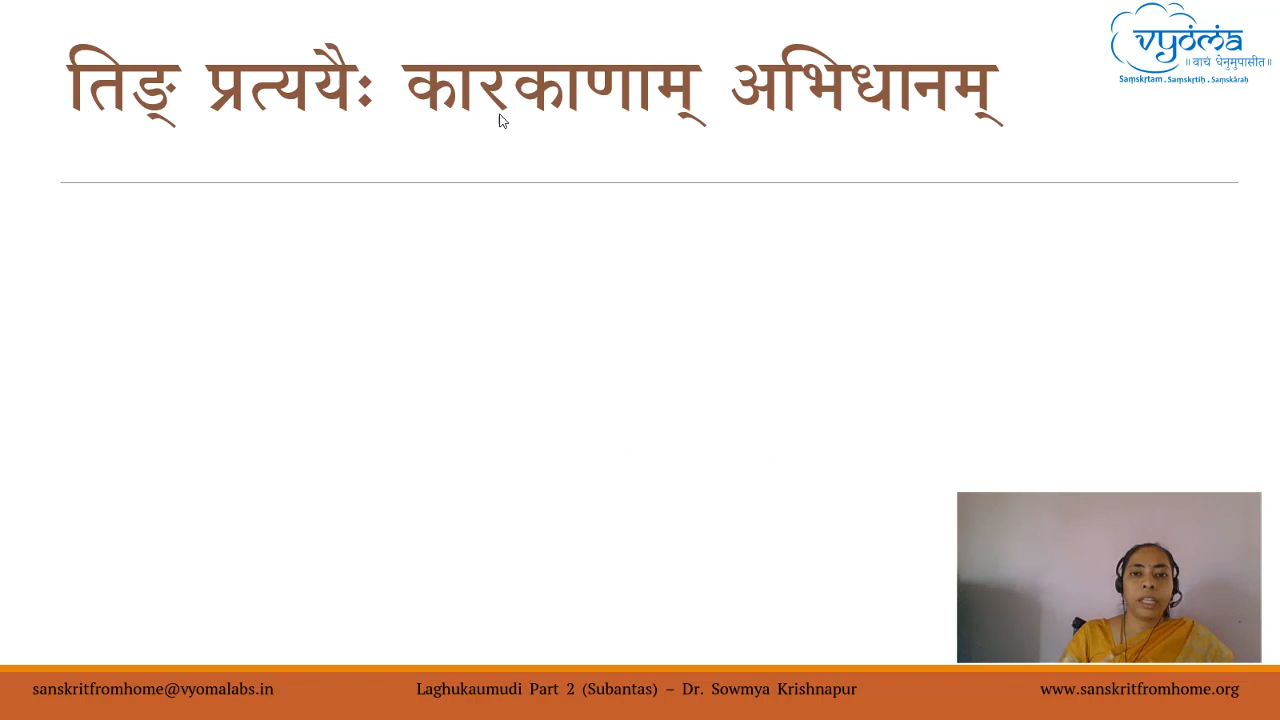 तिङ् प्रत्ययैः कारकाणाम् अभिधानम्
vyoma
॥ वाचं धेनुमुपासीत॥
Saṃskṛtam . Saṃskṛtiḥ . Saṃskārāḥ
sanskritfromhome@vyomalabs.in
Laghukaumudi Part 2 (Subantas) – Dr. Sowmya Krishnapur
www.sanskritfromhome.org